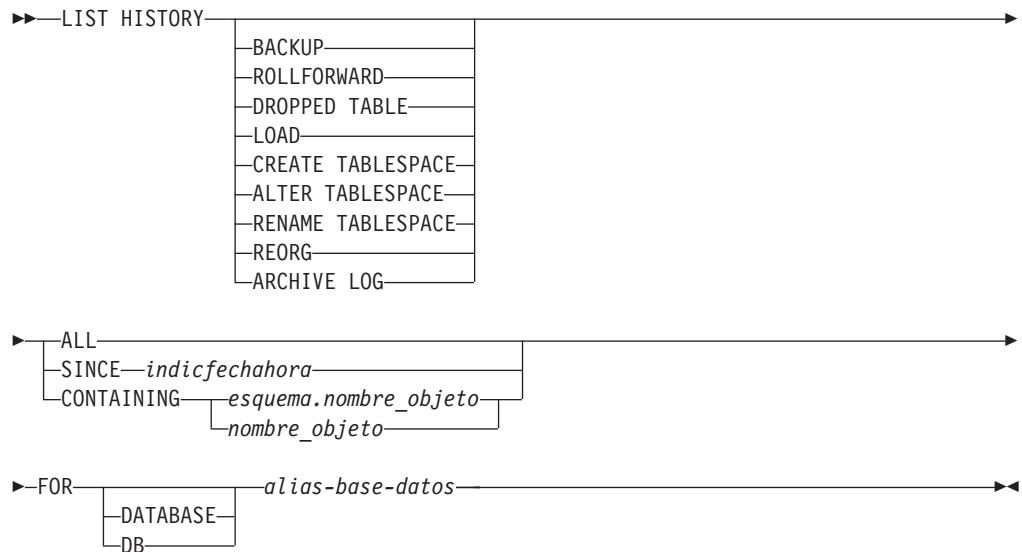 LIST HISTORY
BACKUP
ROLLFORWARD
DROPPED TABLE
LOAD
CREATE TABLESPACE
ALTER TABLESPACE
RENAME TABLESPACE
REORG
ARCHIVE LOG
ALL
SINCE indicfechahora
CONTAINING esquema.nombre_objeto
nombre_objeto
FOR alias-base-datos
DATABASE
DB